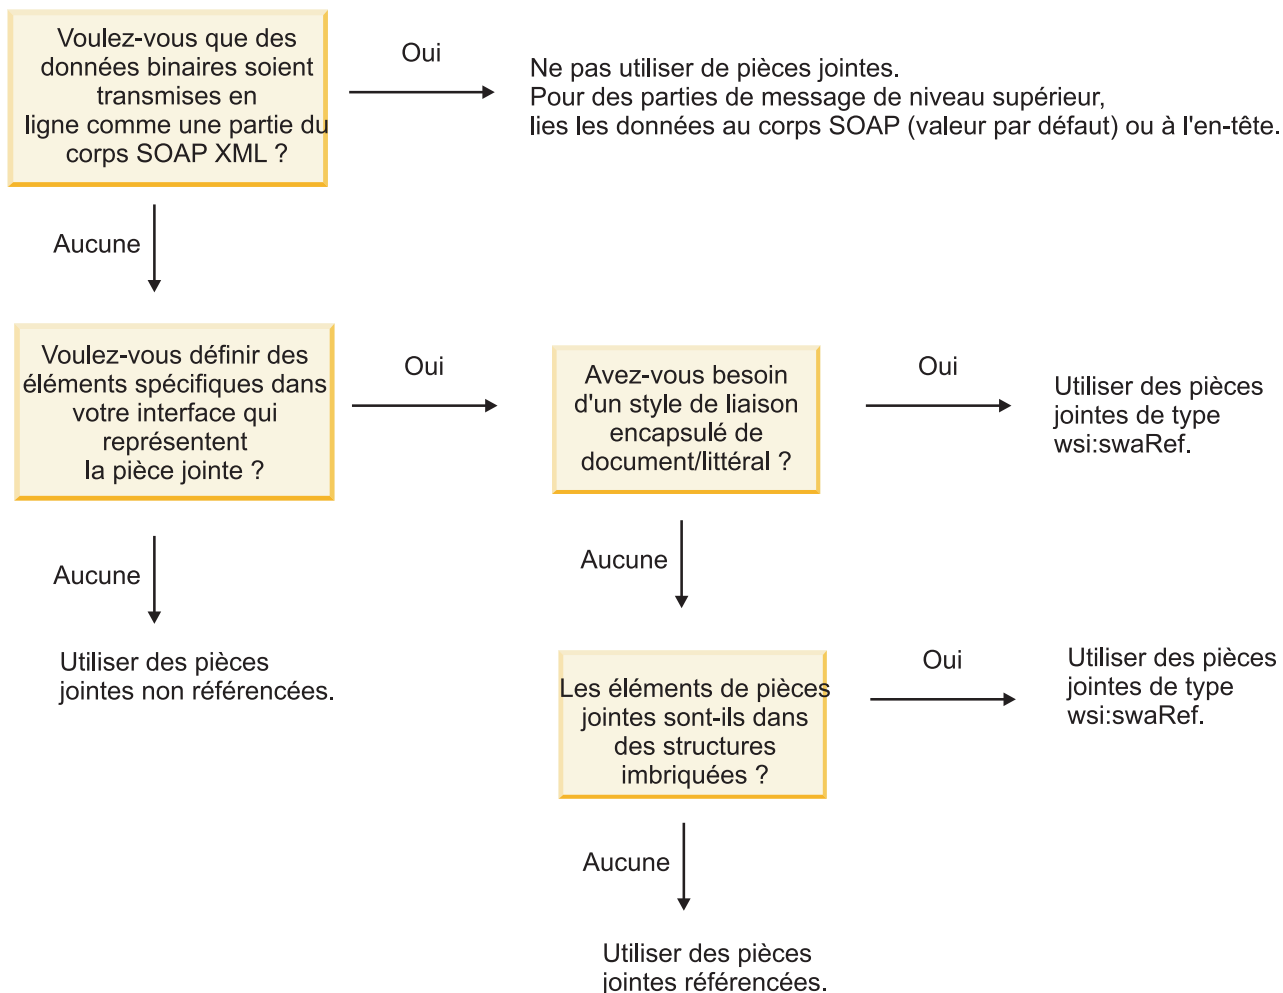 Voulez-vous que des
données binaires soient
transmises en
ligne comme une partie du
corps SOAP XML ?
Oui
Ne pas utiliser de pièces jointes.
Pour des parties de message de niveau supérieur,
lies les données au corps SOAP (valeur par défaut) ou à l'en-tête.
Aucune
Voulez-vous définir des
éléments spécifiques dans
votre interface qui
représentent
la pièce jointe ?
Oui
Avez-vous besoin
d'un style de liaison
encapsulé de
document/littéral ?
Oui
Utiliser des pièces
jointes de type
wsi:swaRef.
Aucune
Utiliser des pièces
jointes non référencées.
Aucune
Les éléments de pièces
jointes sont-ils dans
des structures
imbriquées ?
Oui
Utiliser des pièces
jointes de type
wsi:swaRef.
Aucune
Utiliser des pièces
jointes référencées.